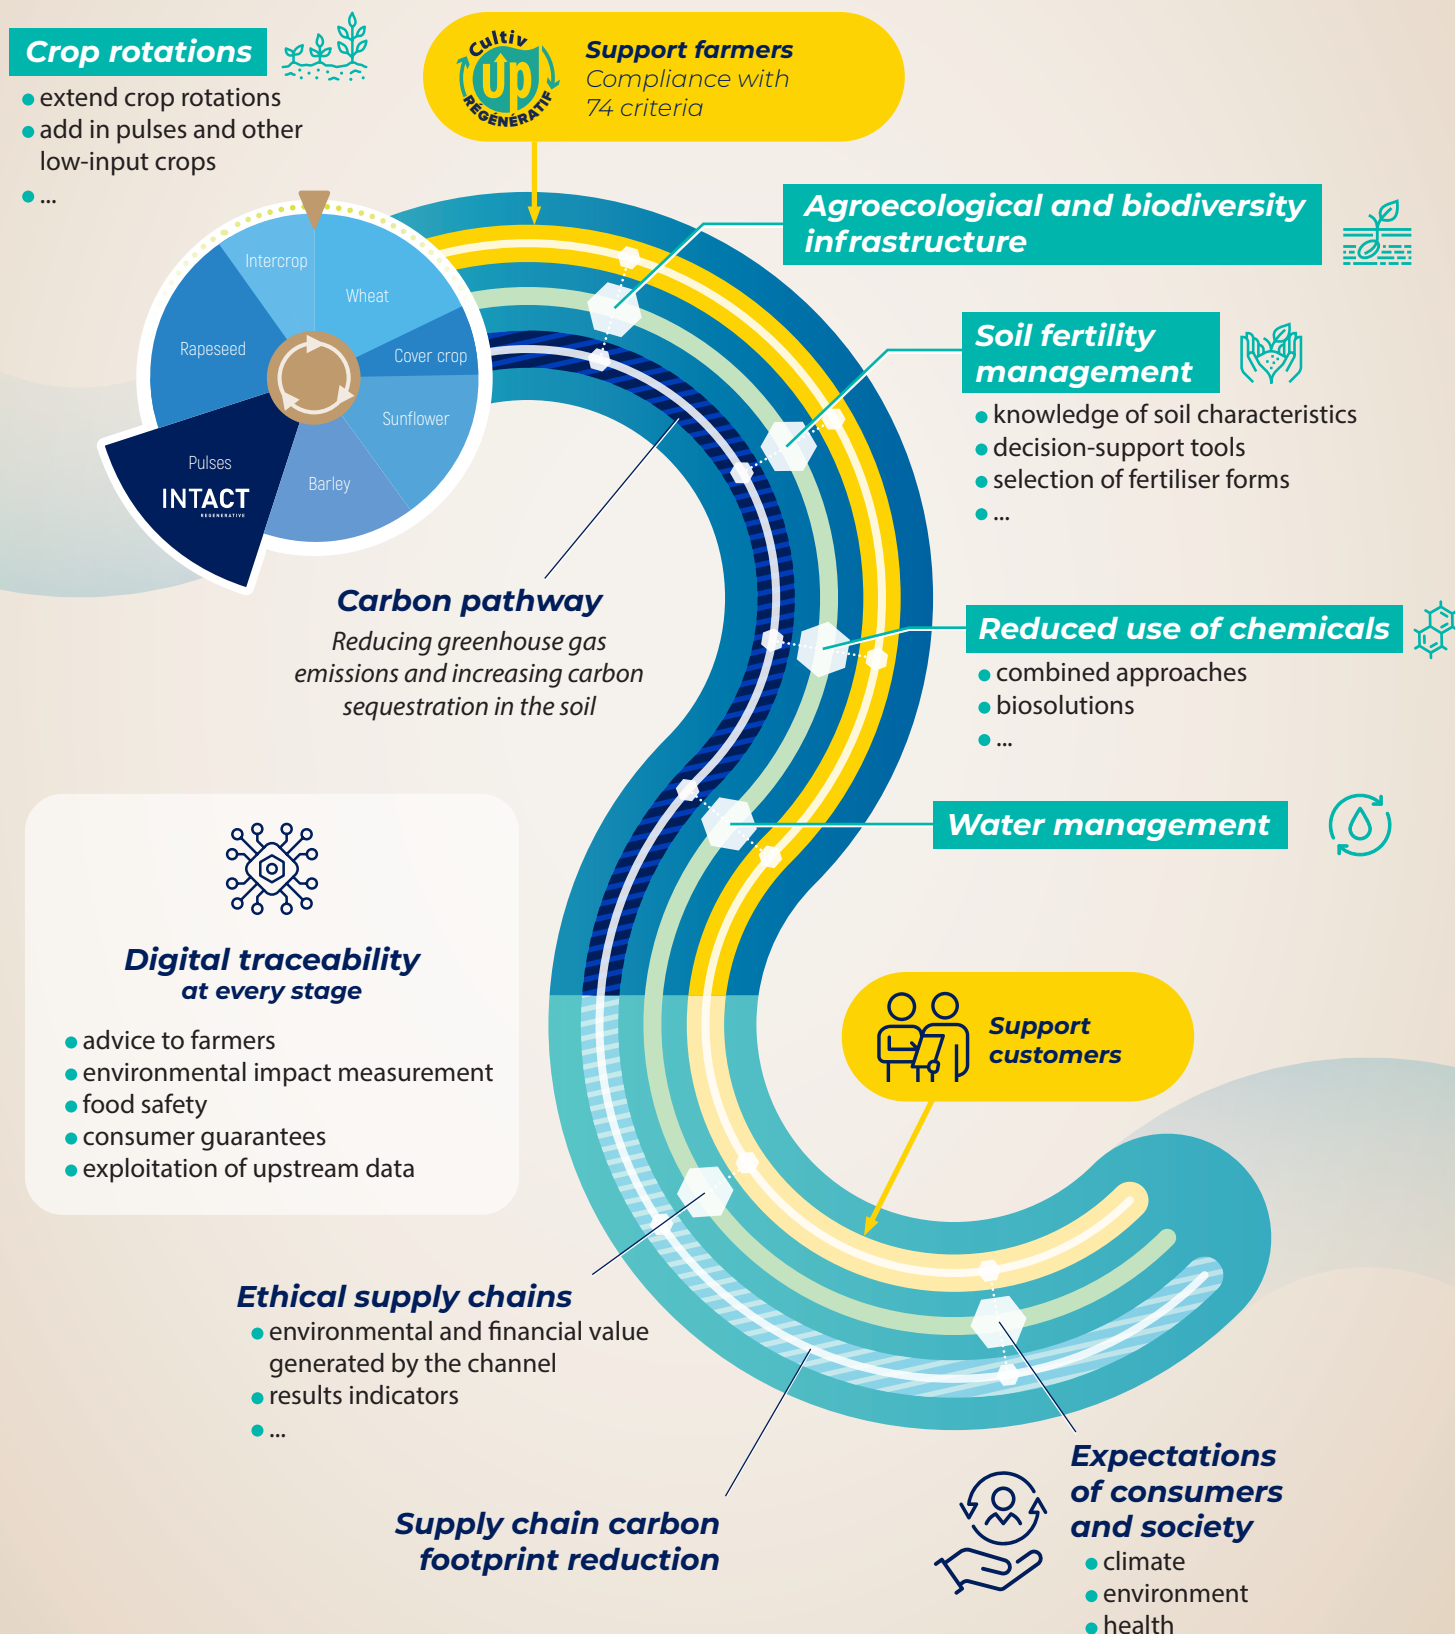 Crop rotations
extend crop rotations
add in pulses and other
low-input crops
...
Cultiv
up
RÉGÉNÉRATIF
Support farmers
Compliance with
74 criteria
Intercrop
Wheat
Rapeseed
Cover crop
Sunflower
Pulses
INTACT
REGENERATIVE
Barley
Agroecological and biodiversity
infrastructure
Soil fertility
management
knowledge of soil characteristics
decision-support tools
selection of fertiliser forms
...
Carbon pathway
Reducing greenhouse gas
emissions and increasing carbon
sequestration in the soil
Reduced use of chemicals
combined approaches
biosolutions
...
Water management
Digital traceability
at every stage
advice to farmers
environmental impact measurement
food safety
consumer guarantees
exploitation of upstream data
Support
customers
Ethical supply chains
environmental and financial value
generated by the channel
results indicators
...
Supply chain carbon
footprint reduction
Expectations
of consumers
and society
climate
environment
health